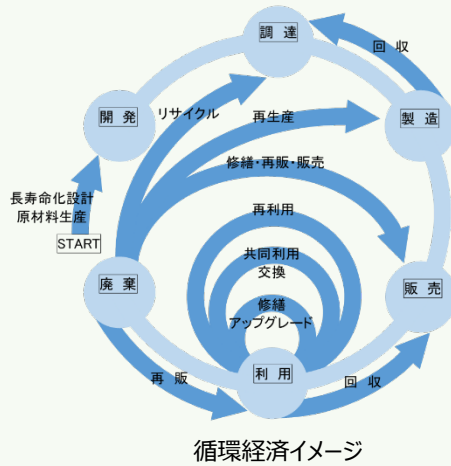 調達
回収
開発
リサイクル
再生産
製造
修繕・再販・販売
長寿命化設計
原材料生産
再利用
START
共同利用
交換
廃棄
販売
修繕
アップグレード
利用
再販
回収
循環経済イメージ